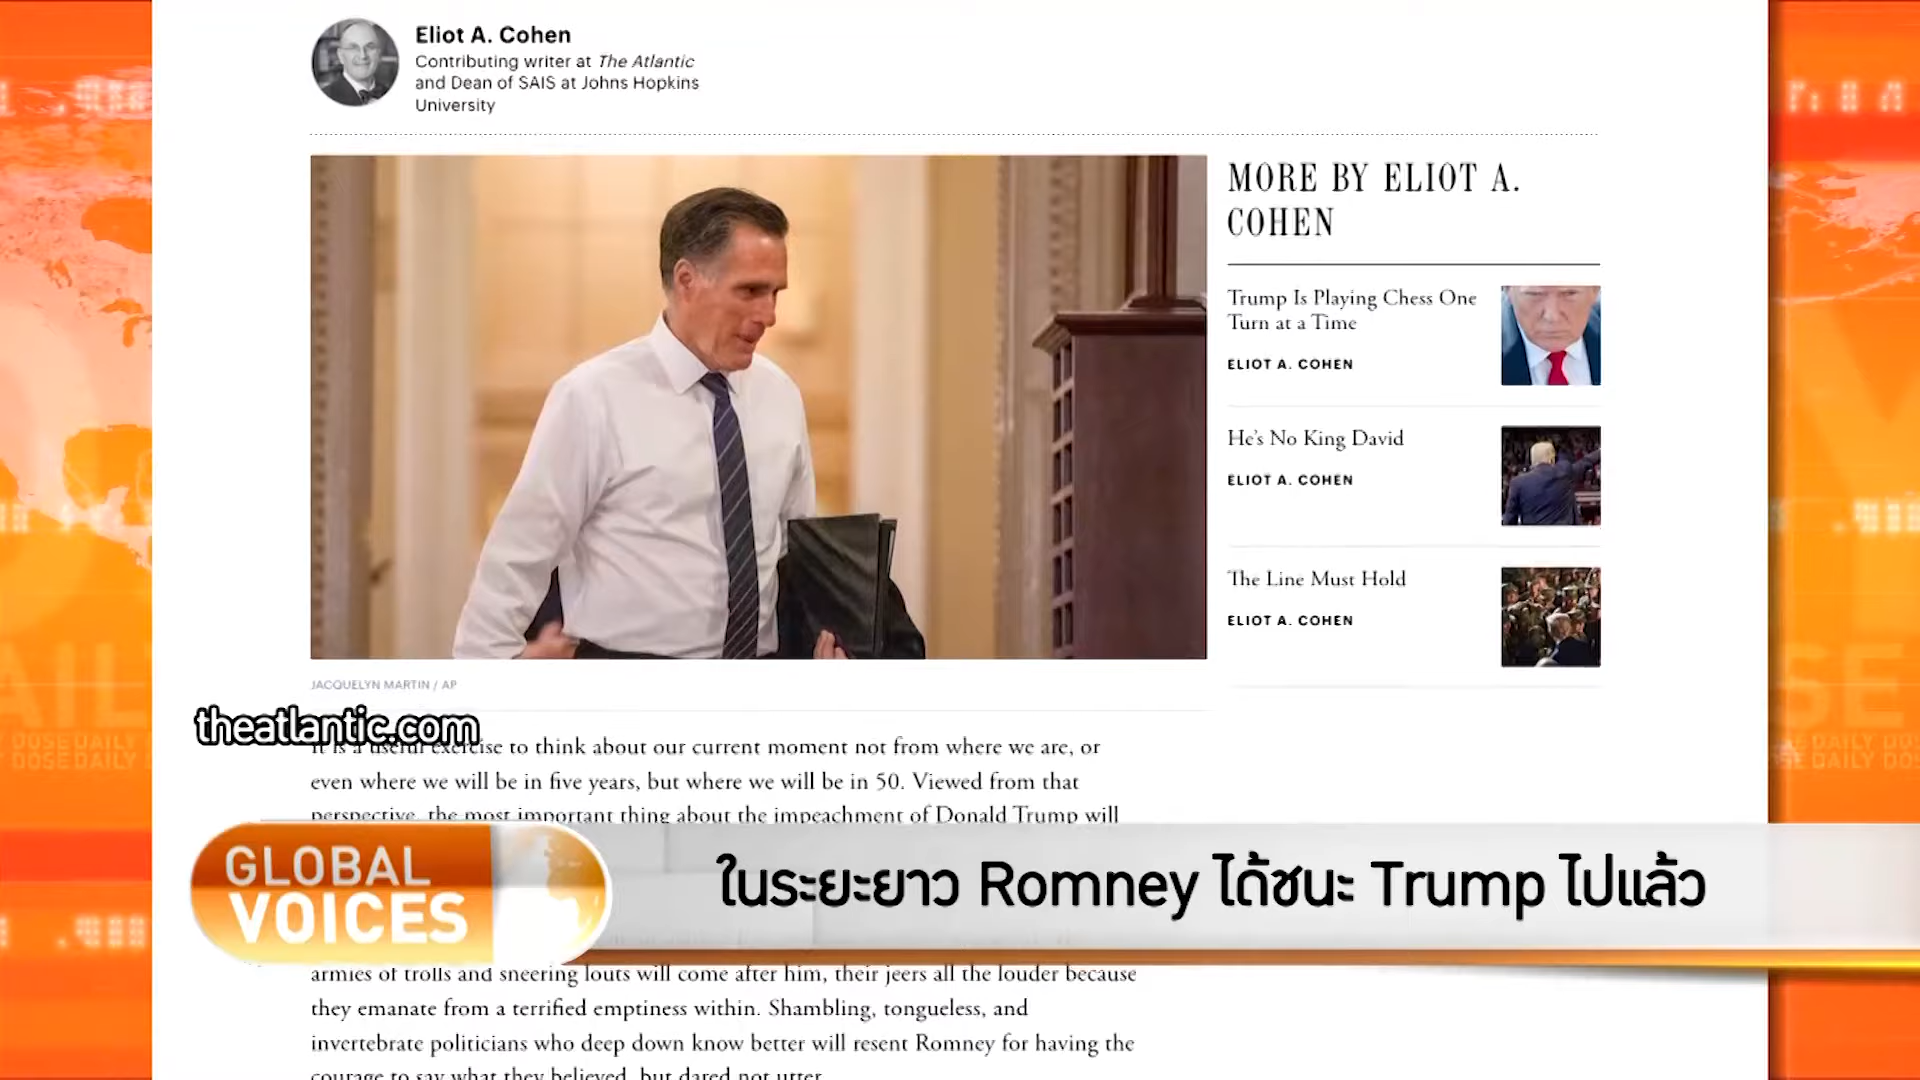 Eliot A. Cohen
Contributing writer at The Atlantic
and Dean of SAIS at Johns Hopkins
University
MORE BY ELIOT A.
COHEN
Trump Is Playing Chess One
Turn at a Time
ELIOT A. COHEN
He's No King David
ELIOT A. COHEN
The Line Must Hold
ELIOT A. COHEN
JACQUELYN MARTIN / AP
theatlantic.com
It is a useful exercise to think about our current moment not from where we are, or
even where we will be in five years, but where we will be in 50. Viewed from that
perspective, the most important thing about the impeachment of Donald Trump will
GLOBAL
VOICES
ในระยะยาว Romney ได้ชนะ Trump ไปแล้ว
armies of trolls and sneering louts will come after him, their jeers all the louder because
they emanate from a terrified emptiness within. Shambling, tongueless, and
invertebrate politicians who deep down know better will resent Romney for having the
courage to say what they believed, but dared not utter.